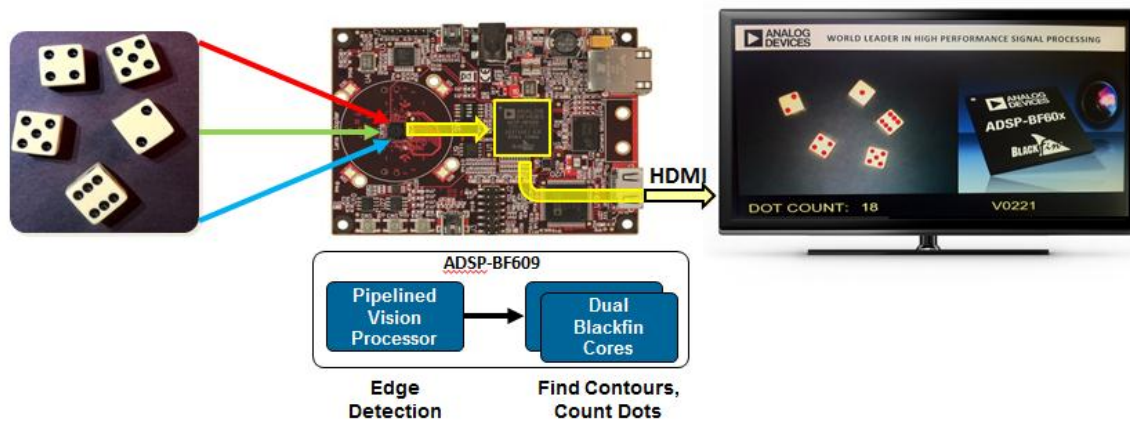 ANALOG
DEVICES
WORLD LEADER IN HIGH PERFORMANCE SIGNAL PROCESSING
ANALOG
DEVICES
ADSP-BF60x
BLACKfin
DOT COUNT: 18
V0221
HDMI
ADSP-BF609
Pipelined
Vision
Processor
Dual
Blackfin
Cores
Edge
Detection
Find Contours,
Count Dots